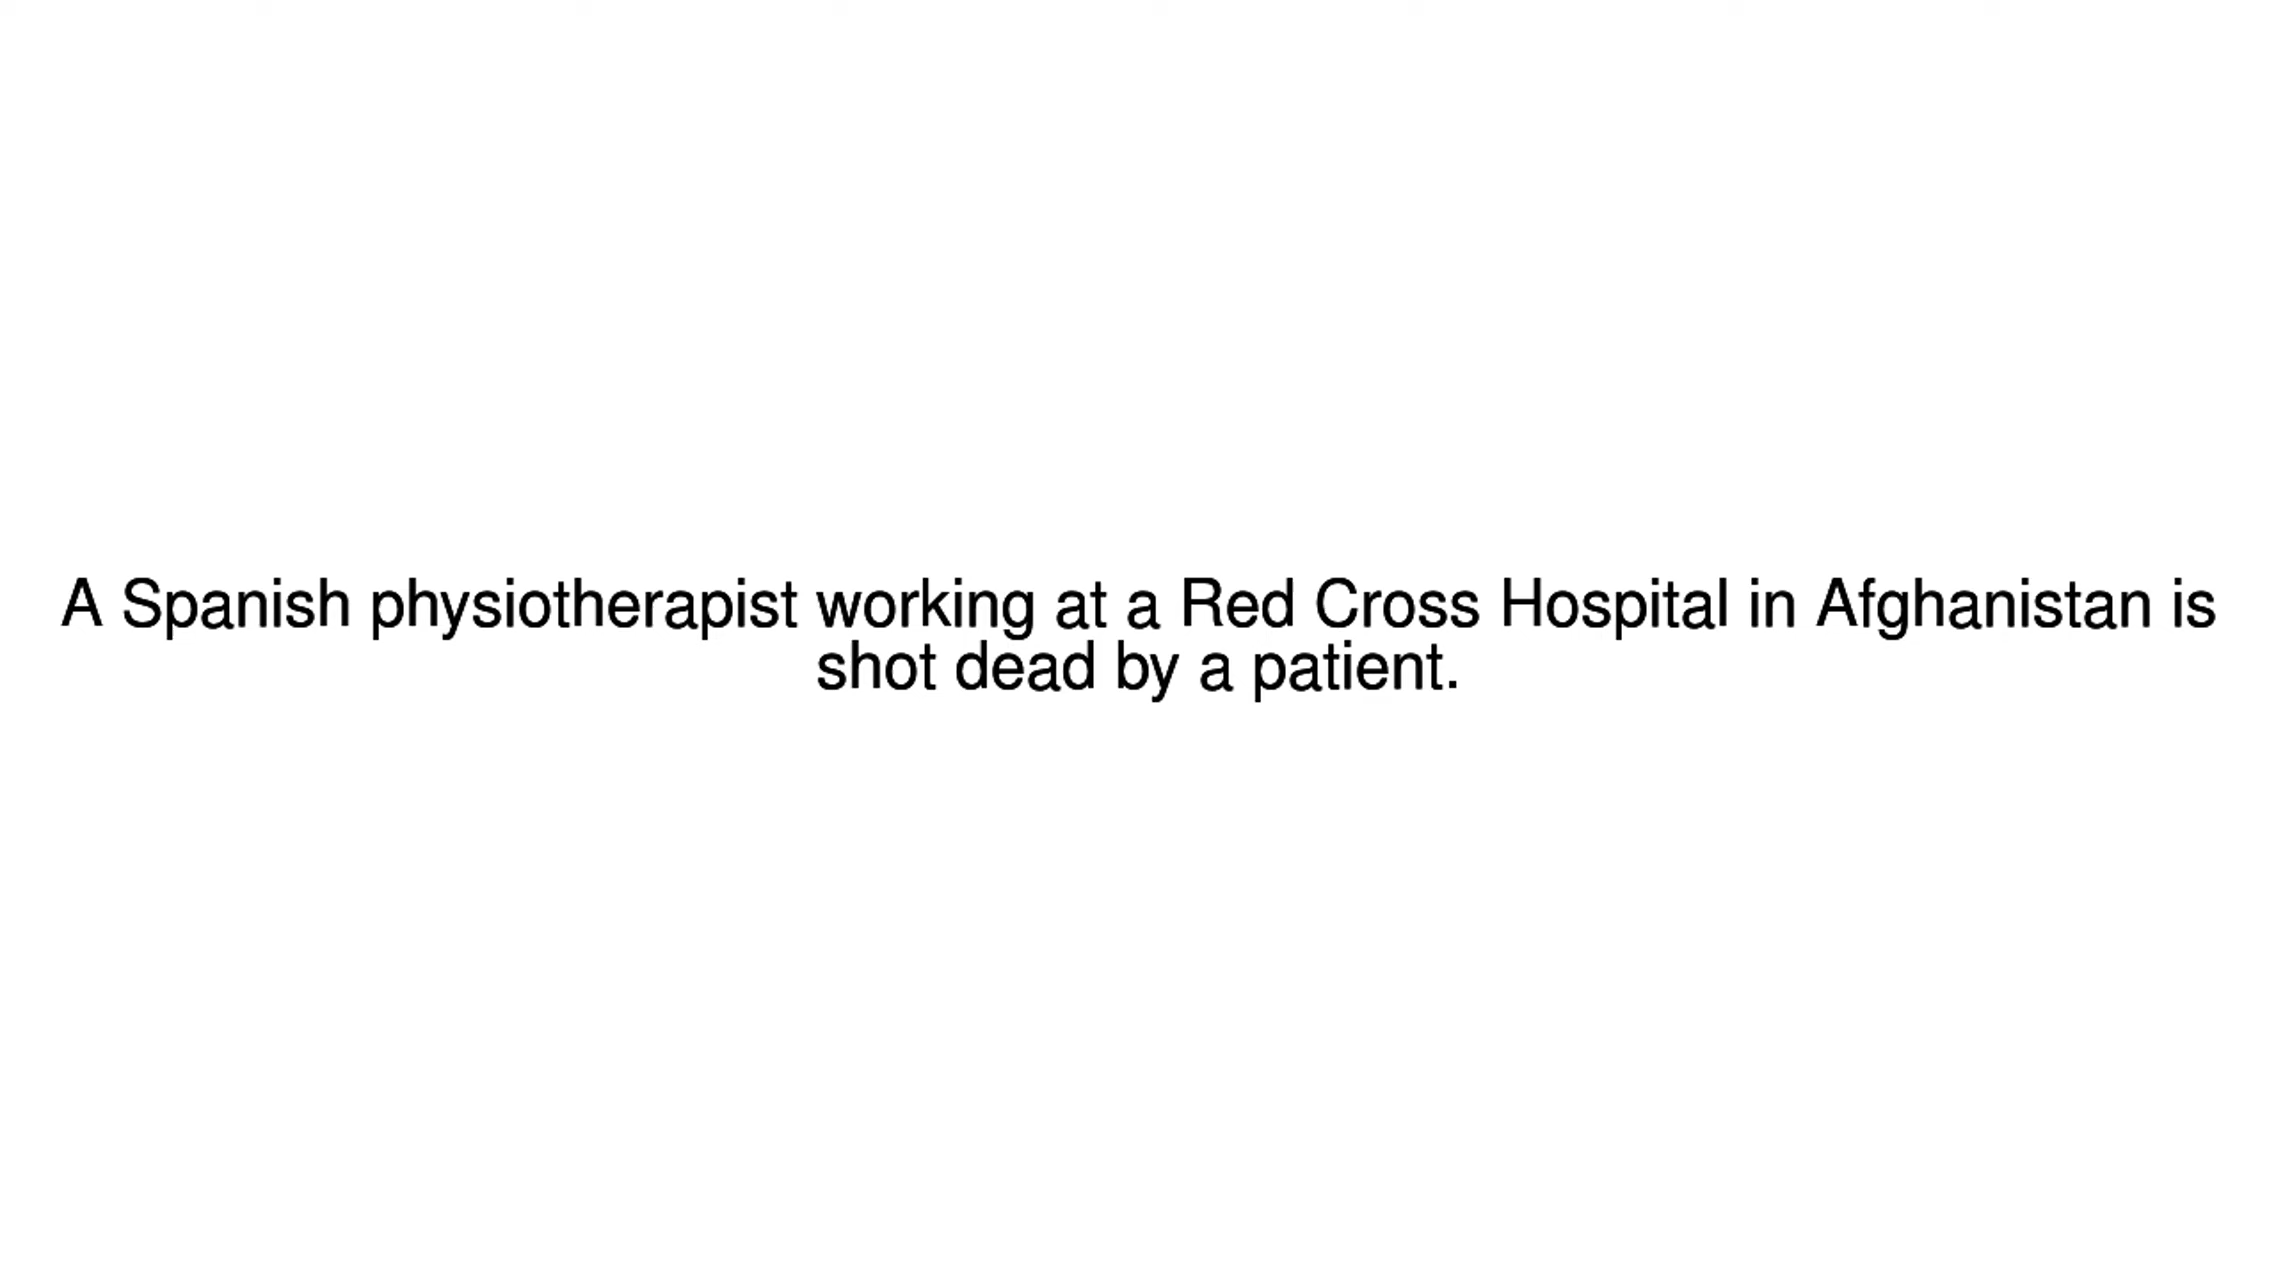 A Spanish physiotherapist working at a Red Cross Hospital in Afghanistan is
shot dead by a patient.